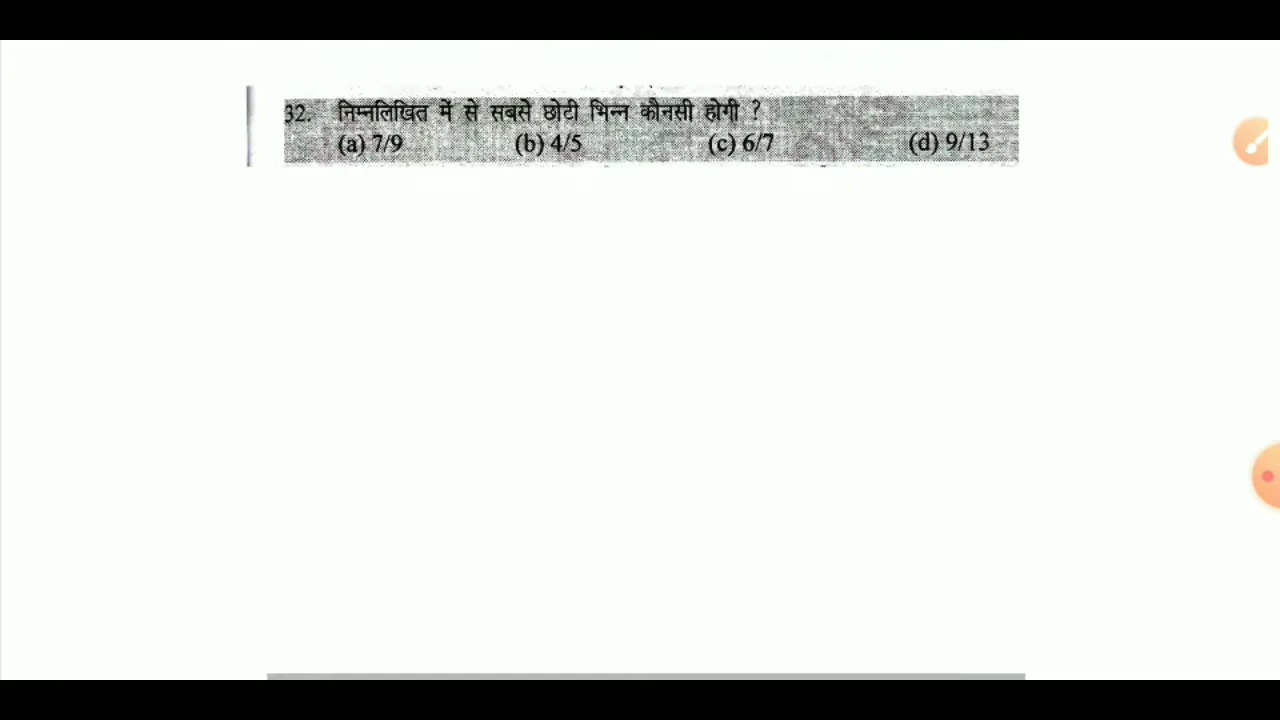 32. निम्नलिखित में से सबसे छोटी भिन्न कौनसी होगी ?
(a) 7/9 (b) 4/5 (c) 6/7 (d) 9/13